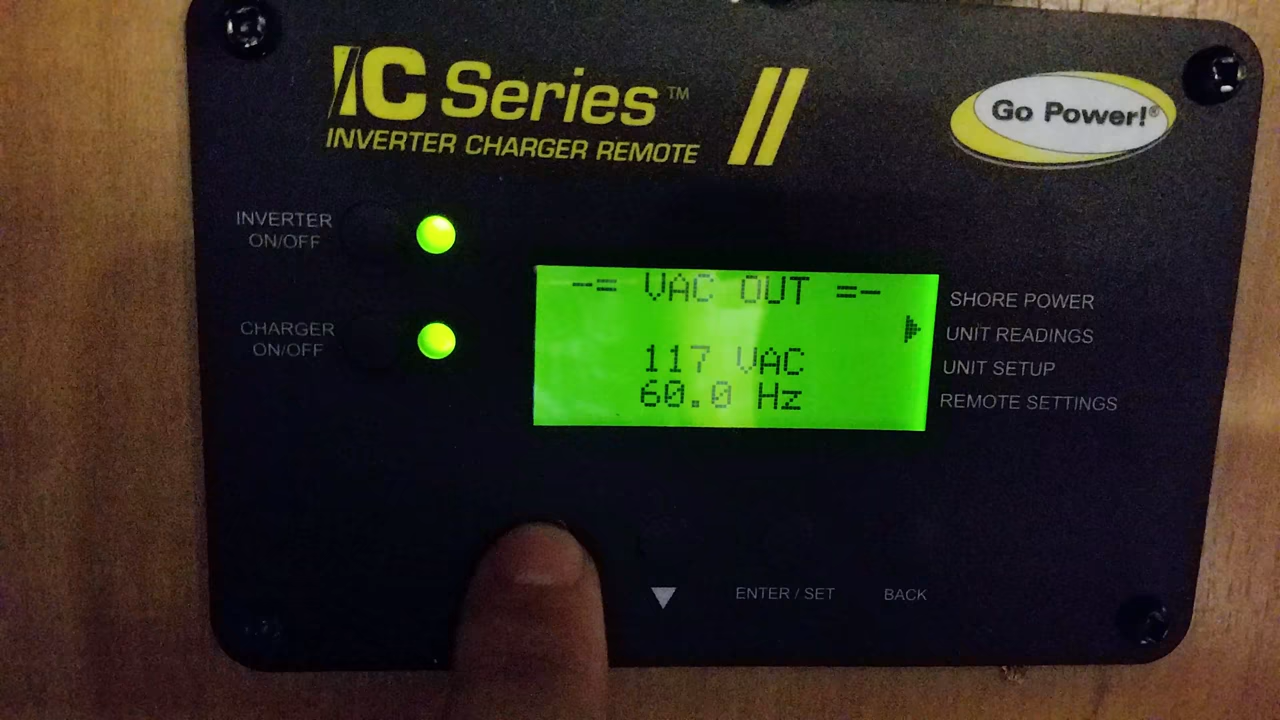 IC Series™ II
INVERTER CHARGER REMOTE
Go Power!®
INVERTER
ON/OFF
CHARGER
ON/OFF
-= VAC OUT =-
117 VAC
60.0 Hz
SHORE POWER
UNIT READINGS
UNIT SETUP
REMOTE SETTINGS
ENTER / SET
BACK